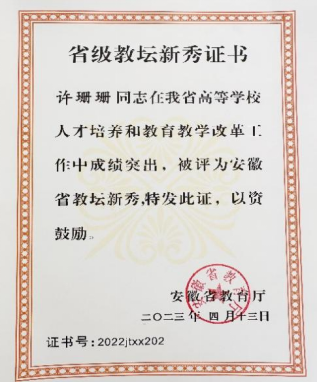 省级教坛新秀证书
许珊珊同志在我省高等学校
人才培养和教育教学改革工
作中成绩突出，被评为安徽
省教坛新秀,特发此证，以资
鼓励。
安徽省教育厅
二〇二三年 四月十三日
证书号:2022jtxx202